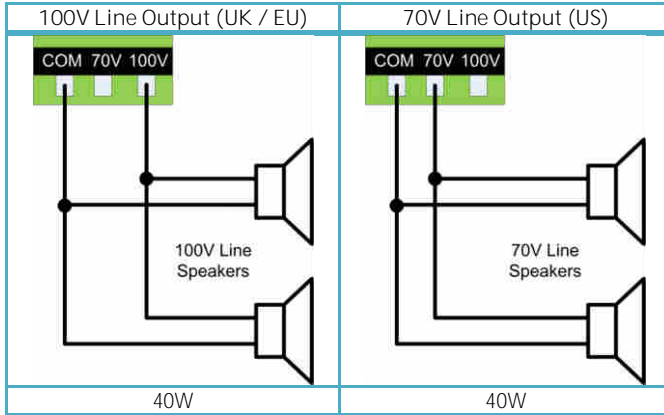 100V Line Output (UK / EU)
70V Line Output (US)
COM 70V 100V
COM 70V 100V
100V Line
Speakers
70V Line
Speakers
40W
40W